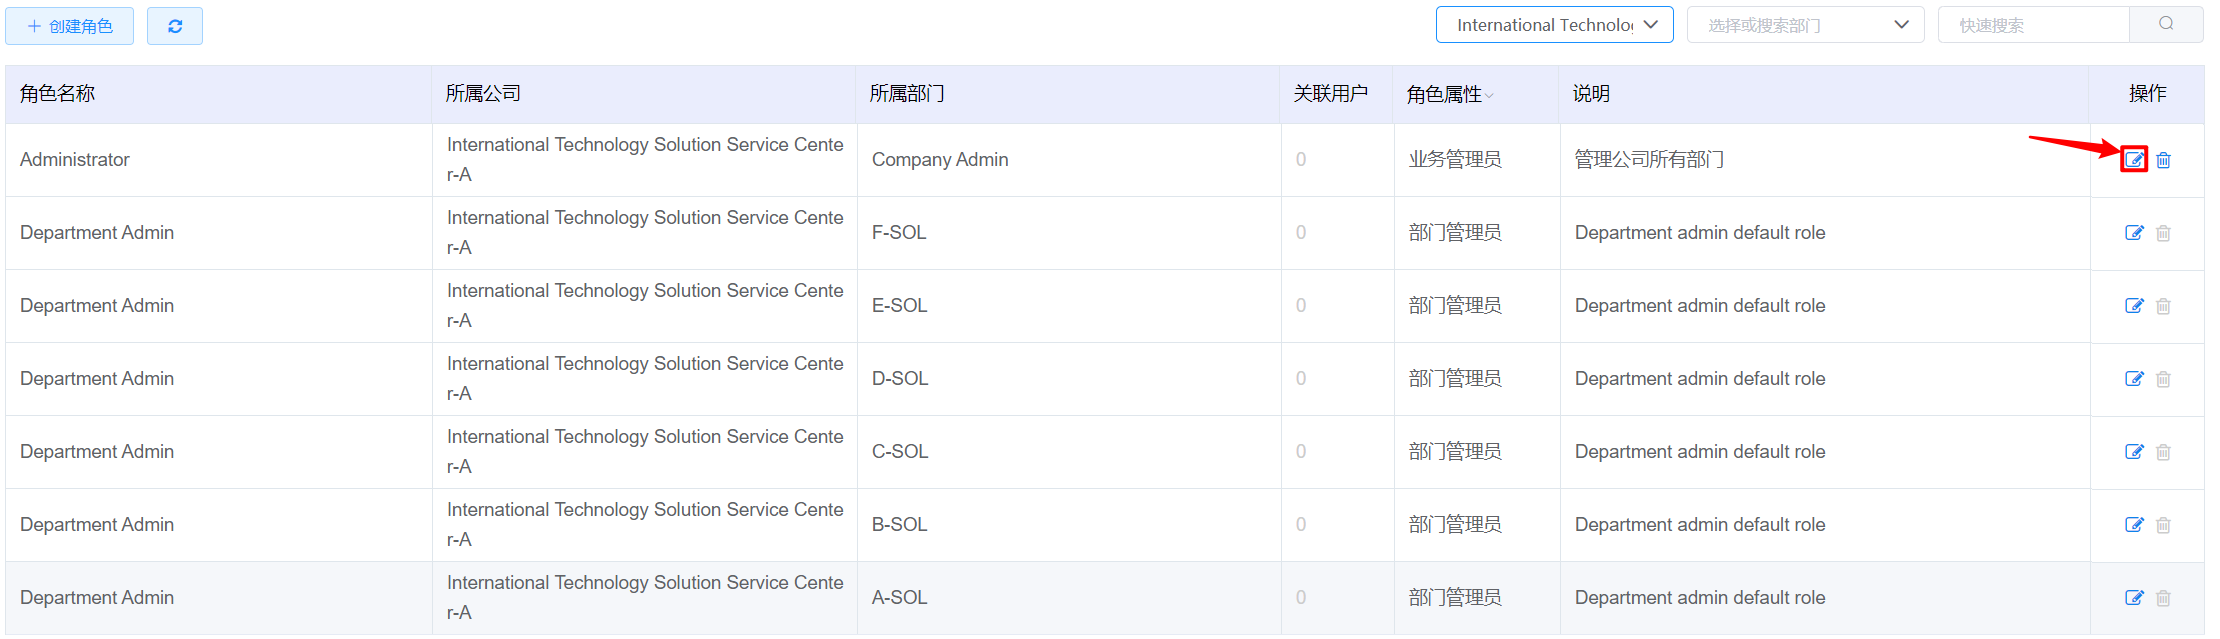 创建角色
International Technolo
选择或搜索部门
快速搜索
角色名称 所属公司 所属部门 关联用户 角色属性 说明 操作
Administrator International Technology Solution Service Cente
r-A Company Admin 0 业务管理员 管理公司所有部门
Department Admin International Technology Solution Service Cente
r-A F-SOL 0 部门管理员 Department admin default role
Department Admin International Technology Solution Service Cente
r-A E-SOL 0 部门管理员 Department admin default role
Department Admin International Technology Solution Service Cente
r-A D-SOL 0 部门管理员 Department admin default role
Department Admin International Technology Solution Service Cente
r-A C-SOL 0 部门管理员 Department admin default role
Department Admin International Technology Solution Service Cente
r-A B-SOL 0 部门管理员 Department admin default role
Department Admin International Technology Solution Service Cente
r-A A-SOL 0 部门管理员 Department admin default role